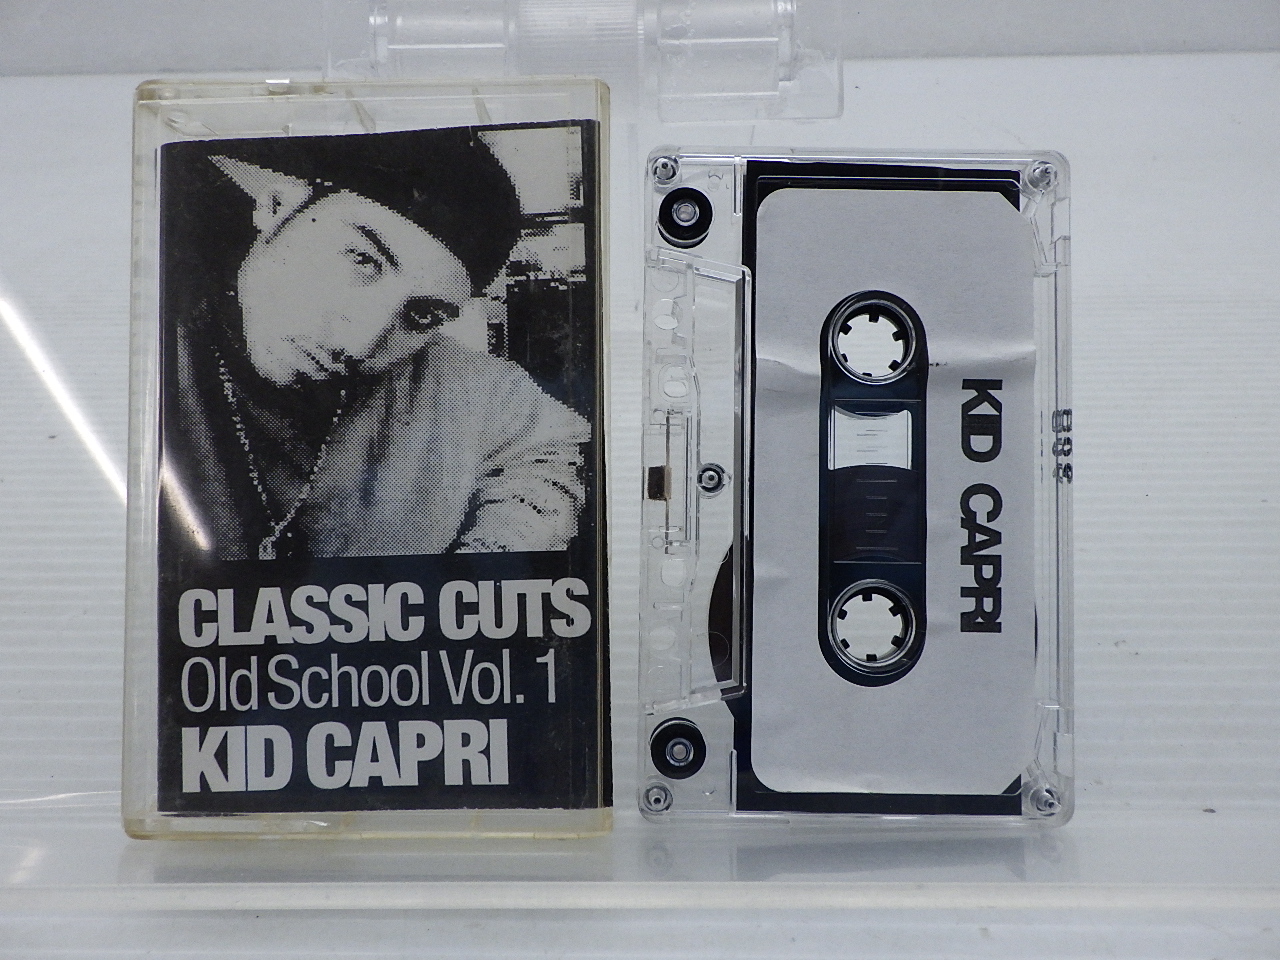 CLASSIC CUTS
Old School Vol. 1
KID CAPRI
KID CAPRI